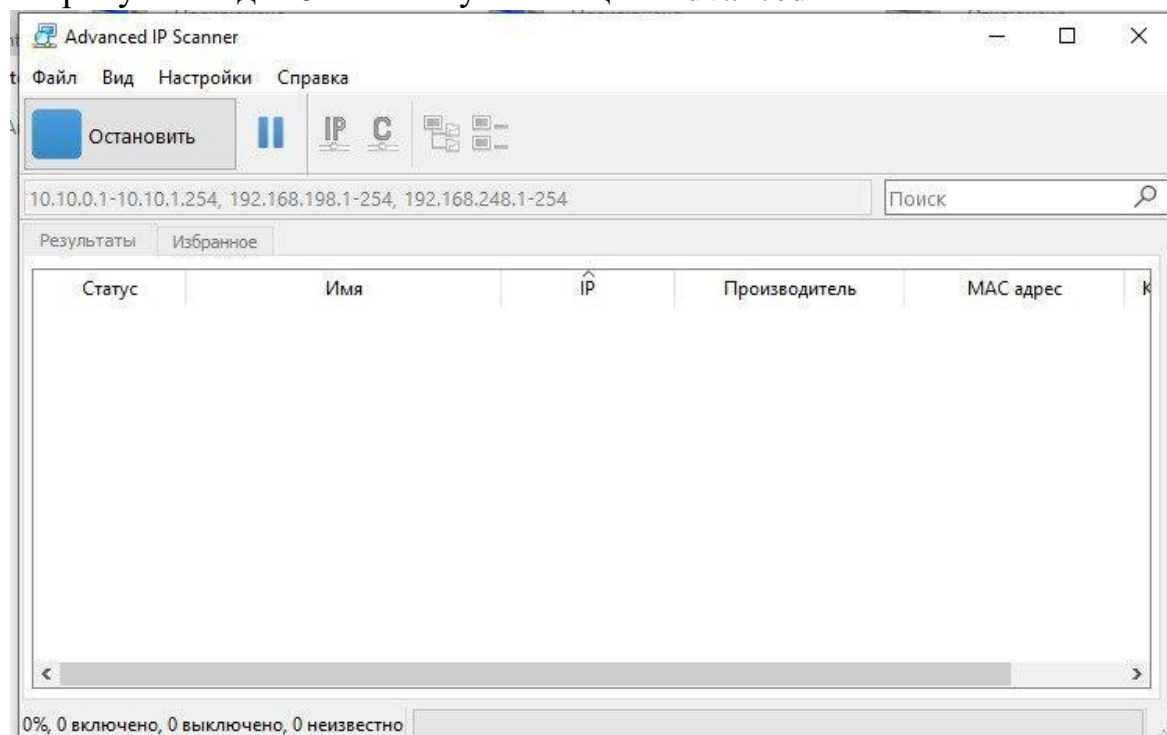 Advanced IP Scanner
Файл Вид Настройки Справка
Остановить
IP C
10.10.0.1-10.10.1.254, 192.168.198.1-254, 192.168.248.1-254
Поиск
Результаты Избранное
Статус Имя IP Производитель MAC адрес
0%, 0 включено, 0 выключено, 0 неизвестно